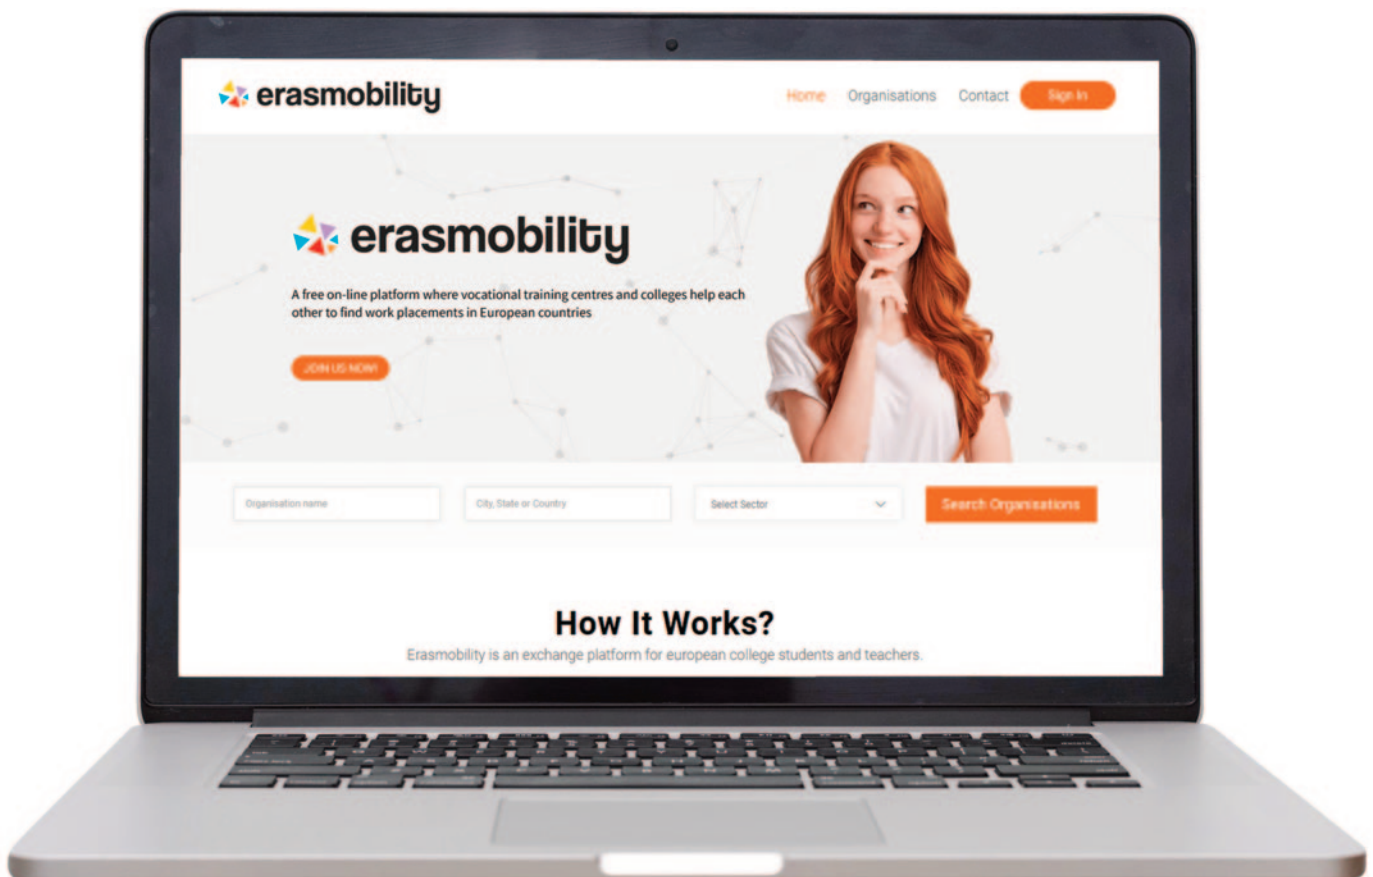 erasmobility
Home Organisations Contact Sign In
erasmobility
A free on-line platform where vocational training centres and colleges help each
other to find work placements in European countries
JOIN US NOW!
Organisation name
City, State or Country
Select Sector
Search Organisations
How It Works?
Erasmobility is an exchange platform for european college students and teachers.